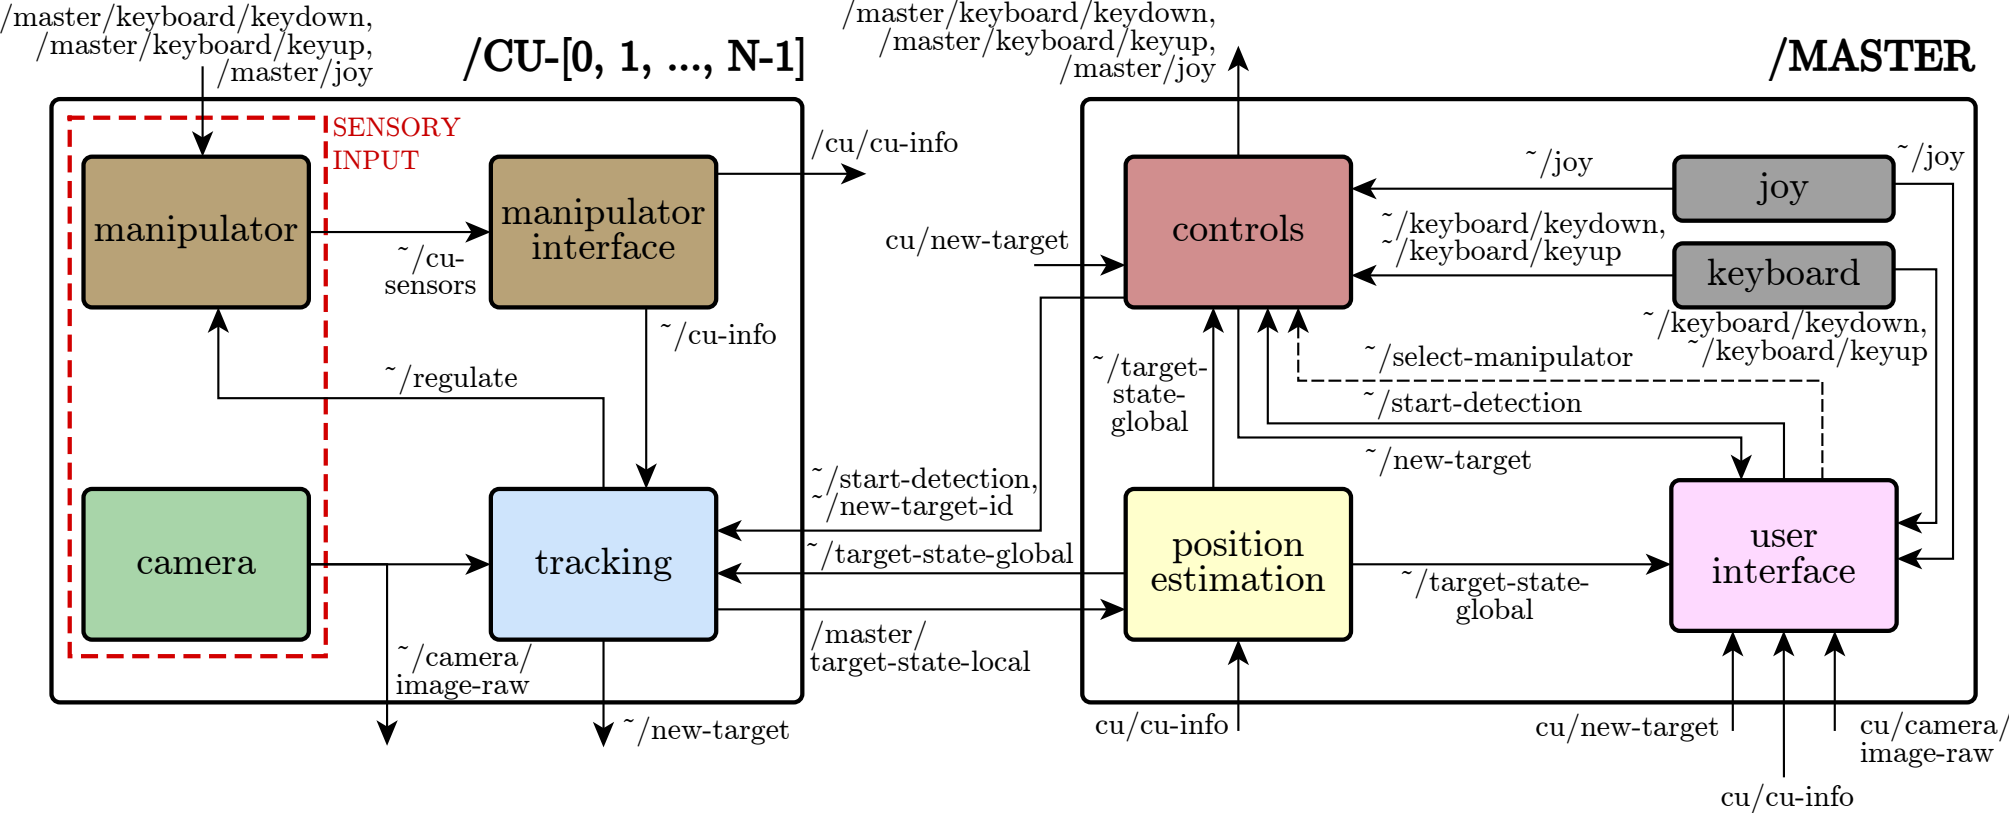 /master/keyboard/keydown,
/master/keyboard/keyup,
/master/joy
/CU-[0, 1, ..., N-1]
SENSORY
INPUT
manipulator
~/cu-
sensors
manipulator
interface
/cu/cu-info
~/cu-info
~/regulate
camera
tracking
~/camera/
image-raw
~/new-target
~/start-detection,
~/new-target-id
~/target-state-global
/master/
target-state-local
/master/keyboard/keydown,
/master/keyboard/keyup,
/master/joy
/MASTER
cu/new-target
controls
~/joy
joy
~/joy
~/keyboard/keydown,
~/keyboard/keyup
keyboard
~/keyboard/keydown,
~/keyboard/keyup
~/target-
state-
global
~/select-manipulator
~/start-detection
~/new-target
position
estimation
~/target-state-
global
user
interface
cu/cu-info
cu/new-target
cu/cu-info
cu/camera/
image-raw